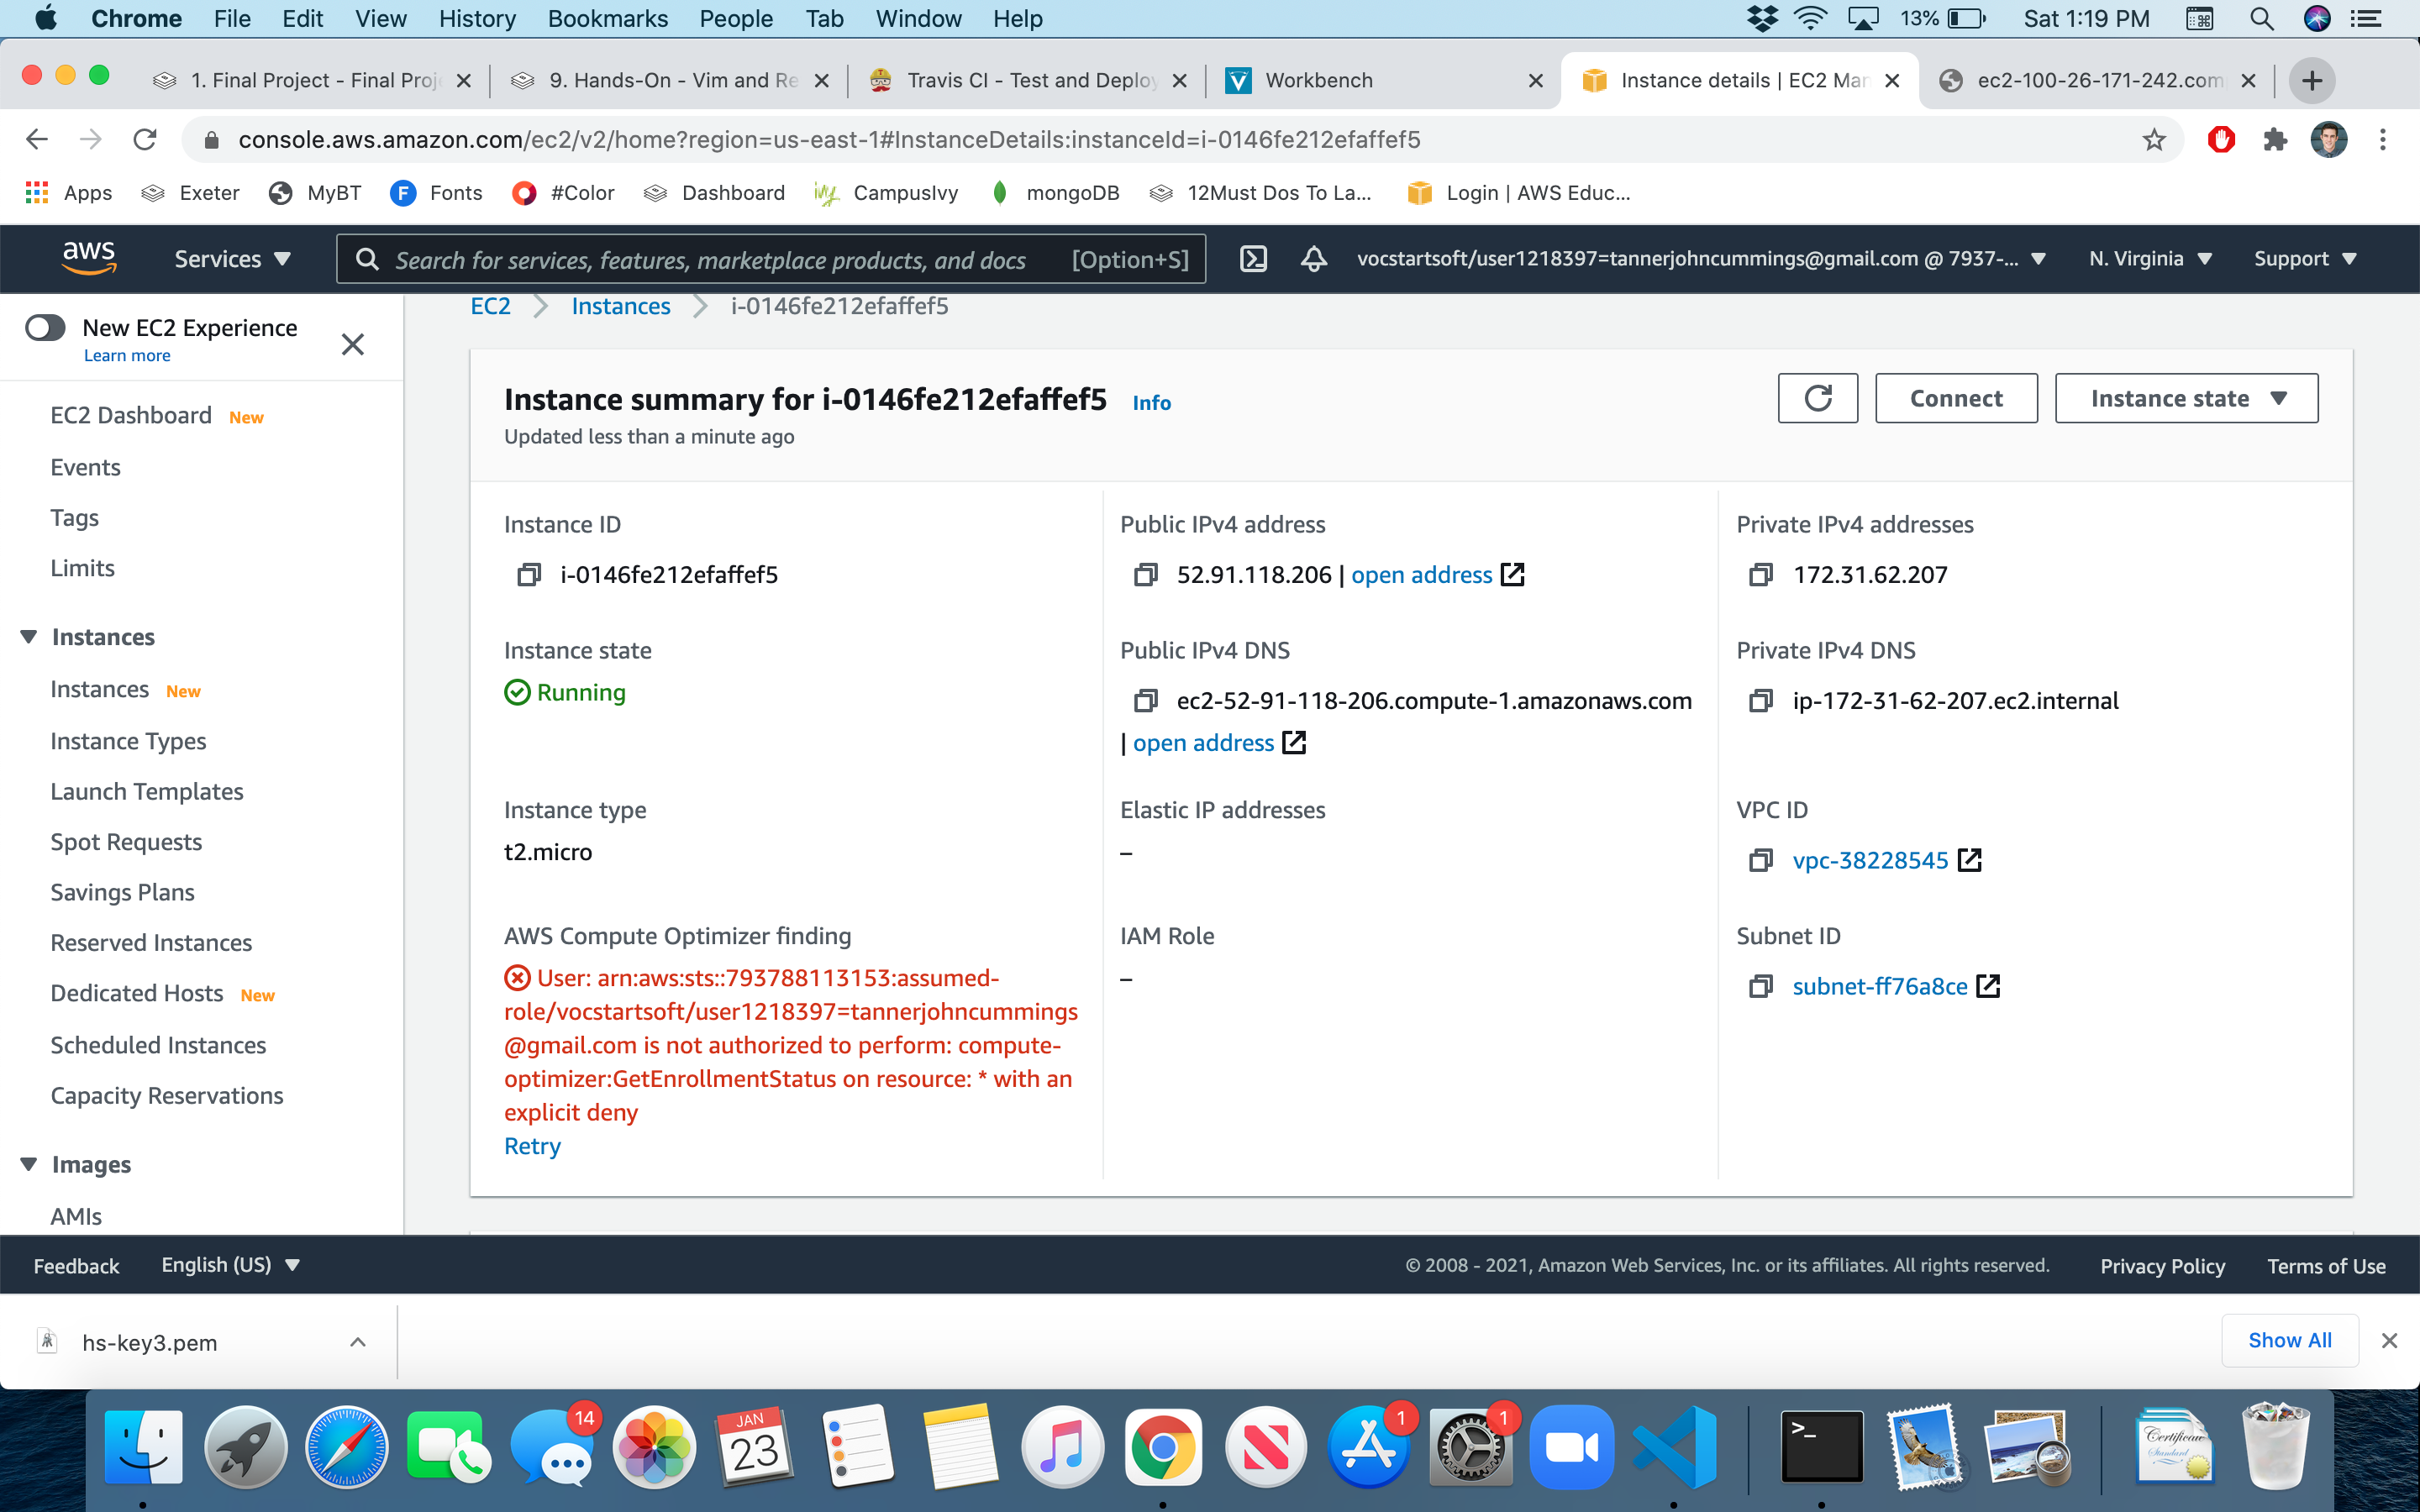 Chrome File Edit View History Bookmarks People Tab Window Help 13% Sat 1:19 PM
1. Final Project - Final Proj 9. Hands-On - Vim and Re Travis CI - Test and Deploy Workbench Instance details | EC2 Man ec2-100-26-171-242.com
console.aws.amazon.com/ec2/v2/home?region=us-east-1#InstanceDetails:instanceId=i-0146fe212efaffef5
Apps Exeter MyBT F Fonts #Color Dashboard CampusIvy mongoDB 12Must Dos To La... Login | AWS Educ...
aws Services Search for services, features, marketplace products, and docs [Option+S] vocstartsoft/user1218397=tannerjohncummings@gmail.com @ 7937-... N. Virginia Support
New EC2 Experience
Learn more
EC2 Dashboard New
Events
Tags
Limits
Instances
Instances New
Instance Types
Launch Templates
Spot Requests
Savings Plans
Reserved Instances
Dedicated Hosts New
Scheduled Instances
Capacity Reservations
Images
AMIs
EC2 Instances i-0146fe212efaffef5
Instance summary for i-0146fe212efaffef5 Info
Updated less than a minute ago
Connect Instance state
Instance ID
i-0146fe212efaffef5
Public IPv4 address
52.91.118.206 | open address
Private IPv4 addresses
172.31.62.207
Instance state
Running
Public IPv4 DNS
ec2-52-91-118-206.compute-1.amazonaws.com
| open address
Private IPv4 DNS
ip-172-31-62-207.ec2.internal
Instance type
t2.micro
Elastic IP addresses
–
VPC ID
vpc-38228545
AWS Compute Optimizer finding
User: arn:aws:sts::793788113153:assumed-
role/vocstartsoft/user1218397=tannerjohncummings
@gmail.com is not authorized to perform: compute-
optimizer:GetEnrollmentStatus on resource: * with an
explicit deny
Retry
IAM Role
–
Subnet ID
subnet-ff76a8ce
Feedback English (US) © 2008 - 2021, Amazon Web Services, Inc. or its affiliates. All rights reserved. Privacy Policy Terms of Use
hs-key3.pem Show All
14
JAN
23
1
1
>_
Certificate
Standard